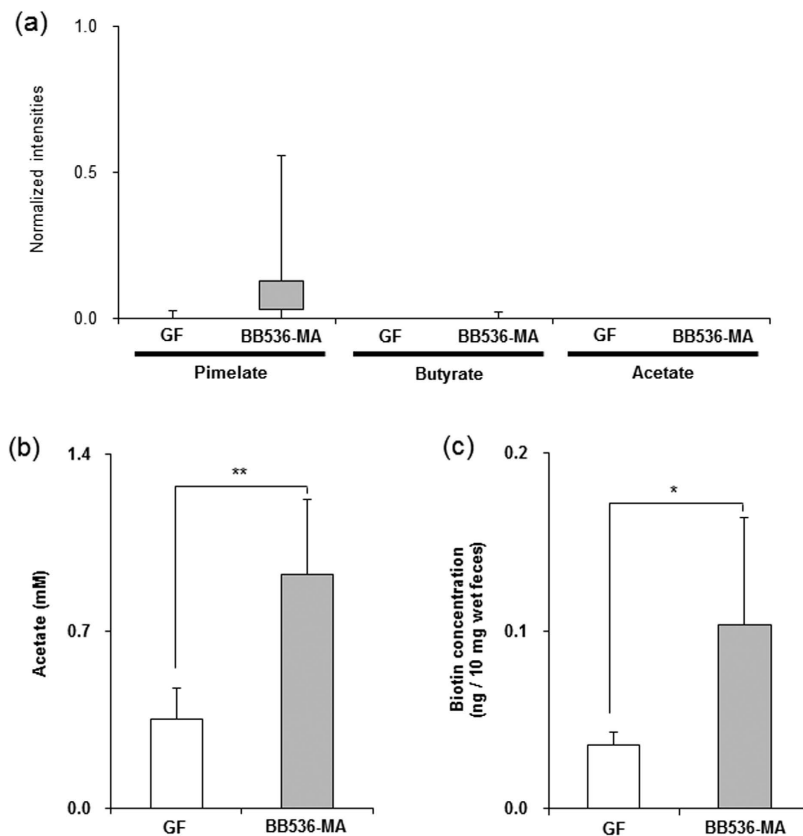 (a)
Normalized intensities
1.0
0.5
0.0
GF BB536-MA GF BB536-MA GF BB536-MA
Pimelate Butyrate Acetate
(b)
Acetate (mM)
1.4
0.7
0.0
**
GF BB536-MA
(c)
Biotin concentration
(ng / 10 mg wet feces)
0.2
0.1
0.0
*
GF BB536-MA